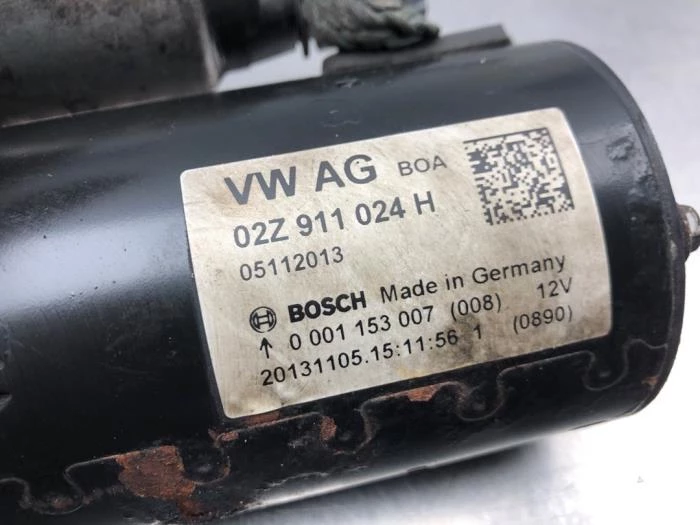 VW AG BOA
02Z 911 024 H
05112013
BOSCH Made in Germany
↑ 0 001 153 007 (008) 12V
20131105.15:11:56 1 (0890)